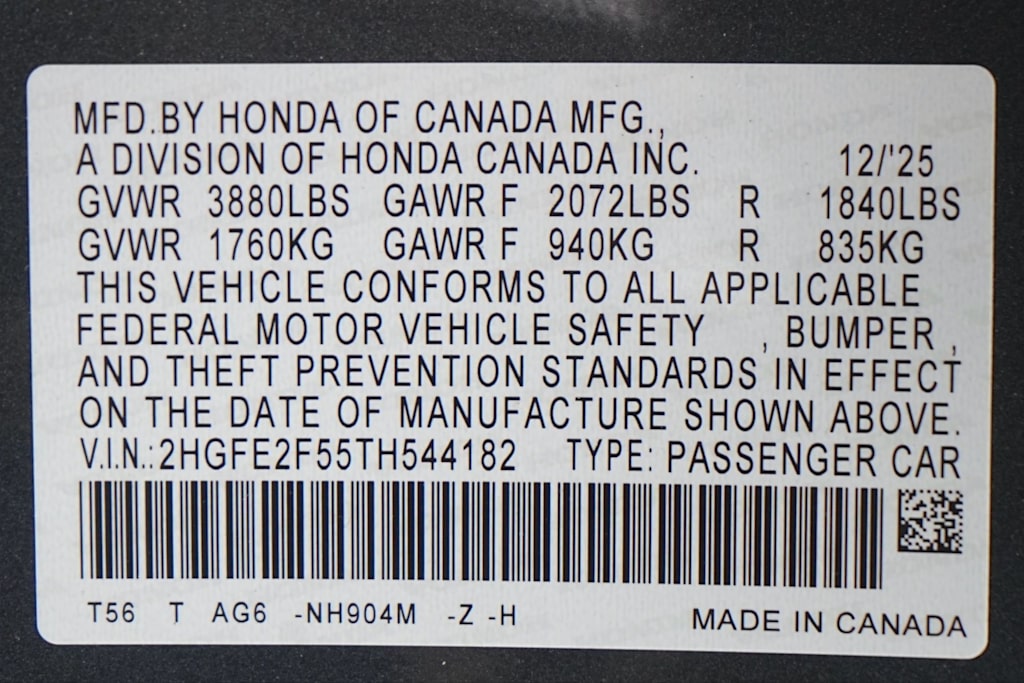 MFD.BY HONDA OF CANADA MFG.,
A DIVISION OF HONDA CANADA INC. 12/'25
GVWR 3880LBS GAWR F 2072LBS R 1840LBS
GVWR 1760KG GAWR F 940KG R 835KG
THIS VEHICLE CONFORMS TO ALL APPLICABLE
FEDERAL MOTOR VEHICLE SAFETY , BUMPER ,
AND THEFT PREVENTION STANDARDS IN EFFECT
ON THE DATE OF MANUFACTURE SHOWN ABOVE.
V.I.N.:2HGFE2F55TH544182 TYPE: PASSENGER CAR
T56 T AG6 -NH904M -Z -H MADE IN CANADA